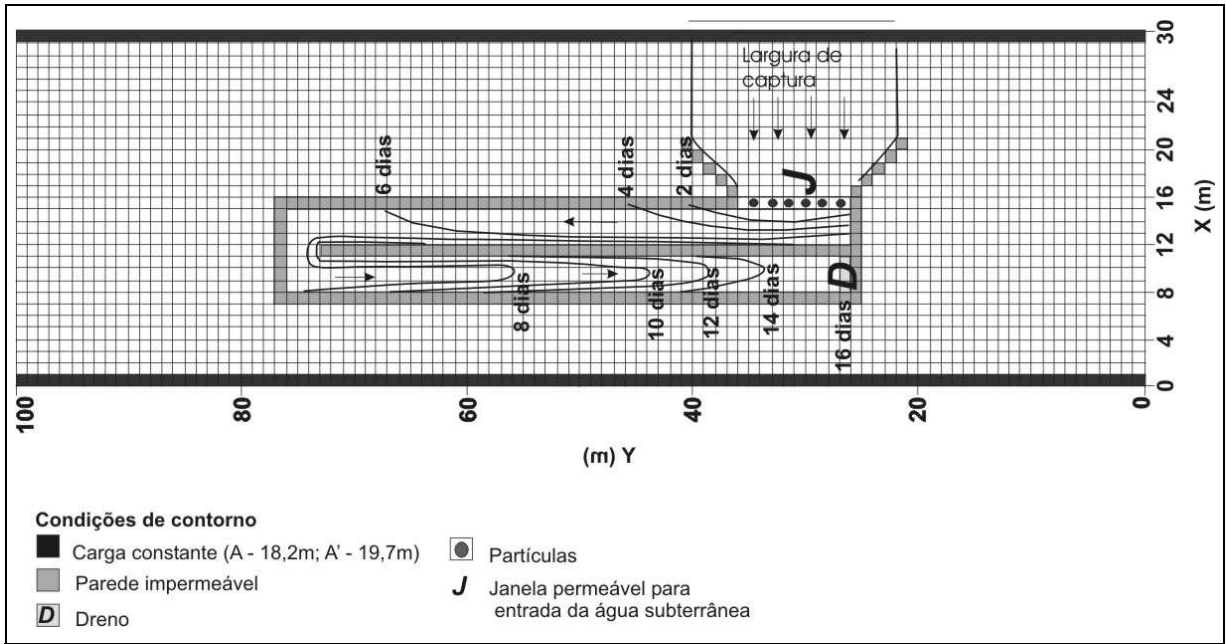 Largura de
captura
30
24
20
16
12
8
4
0
X (m)
6 dias
4 dias
2 dias
J
8 dias
10 dias
12 dias
14 dias
16 dias
D
100
80
60
40
20
0
(m) Y
Condições de contorno
Carga constante (A - 18,2m; A' - 19,7m)
Parede impermeável
D Dreno
Partículas
J Janela permeável para
entrada da água subterrânea